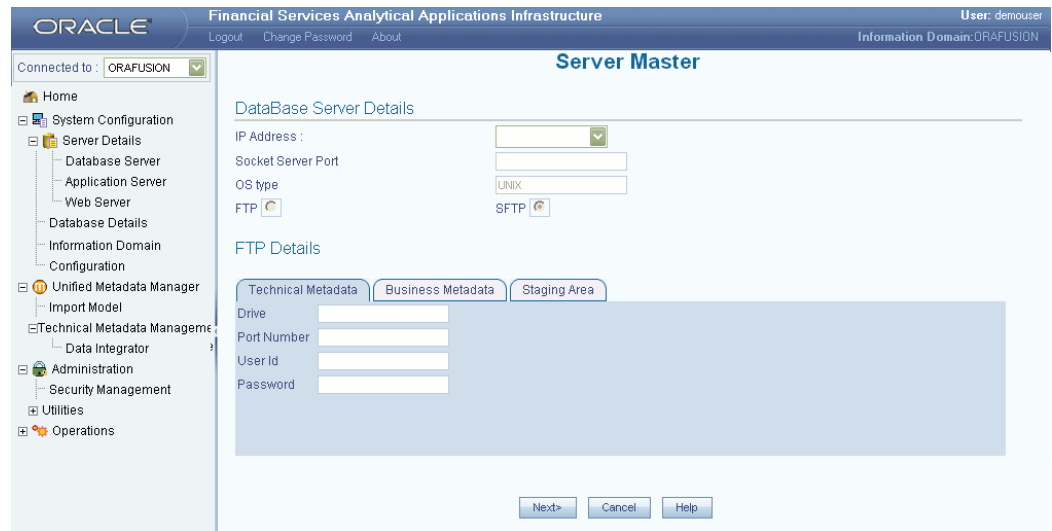 ORACLE
Financial Services Analytical Applications Infrastructure
User: demouser
Logout Change Password About
Information Domain:ORAFUSION
Connected to : ORAFUSION
Home
System Configuration
Server Details
Database Server
Application Server
Web Server
Database Details
Information Domain
Configuration
Unified Metadata Manager
Import Model
Technical Metadata Manageme
Data Integrator
Administration
Security Management
Utilities
Operations
Server Master
DataBase Server Details
IP Address :
Socket Server Port
OS type UNIX
FTP SFTP
FTP Details
Technical Metadata Business Metadata Staging Area
Drive
Port Number
User Id
Password
Next> Cancel Help